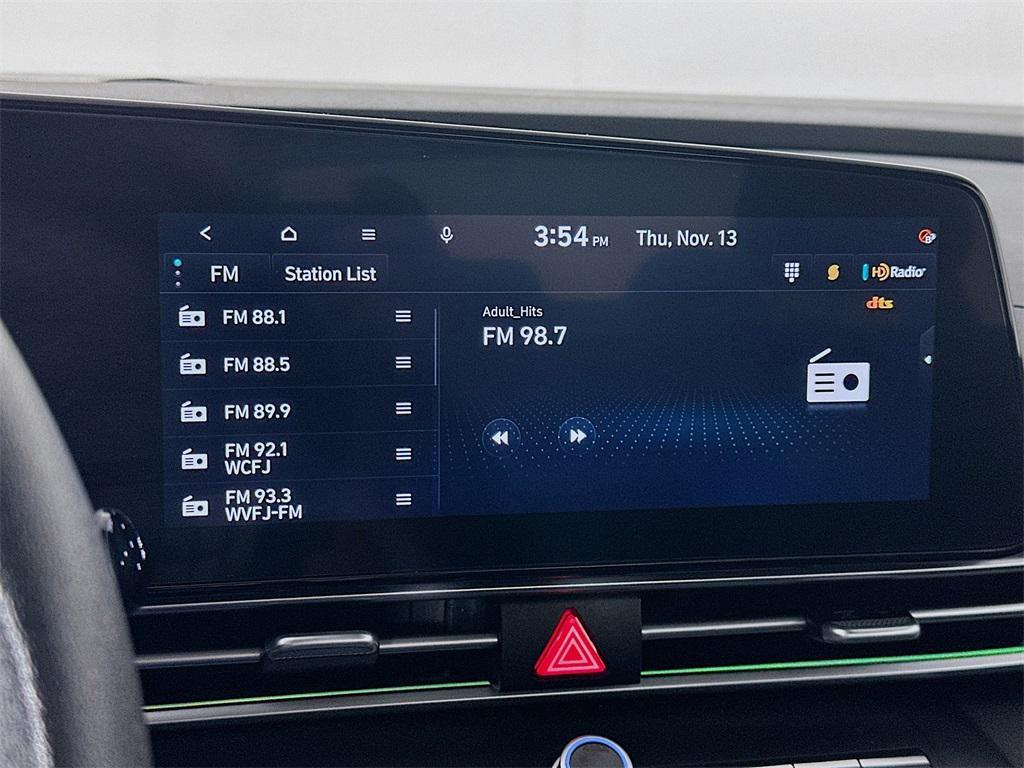 3:54 PM Thu, Nov. 13
FM Station List
HD Radio
dts
FM 88.1
FM 88.5
FM 89.9
FM 92.1
WCFJ
FM 93.3
WVFJ-FM
Adult_Hits
FM 98.7